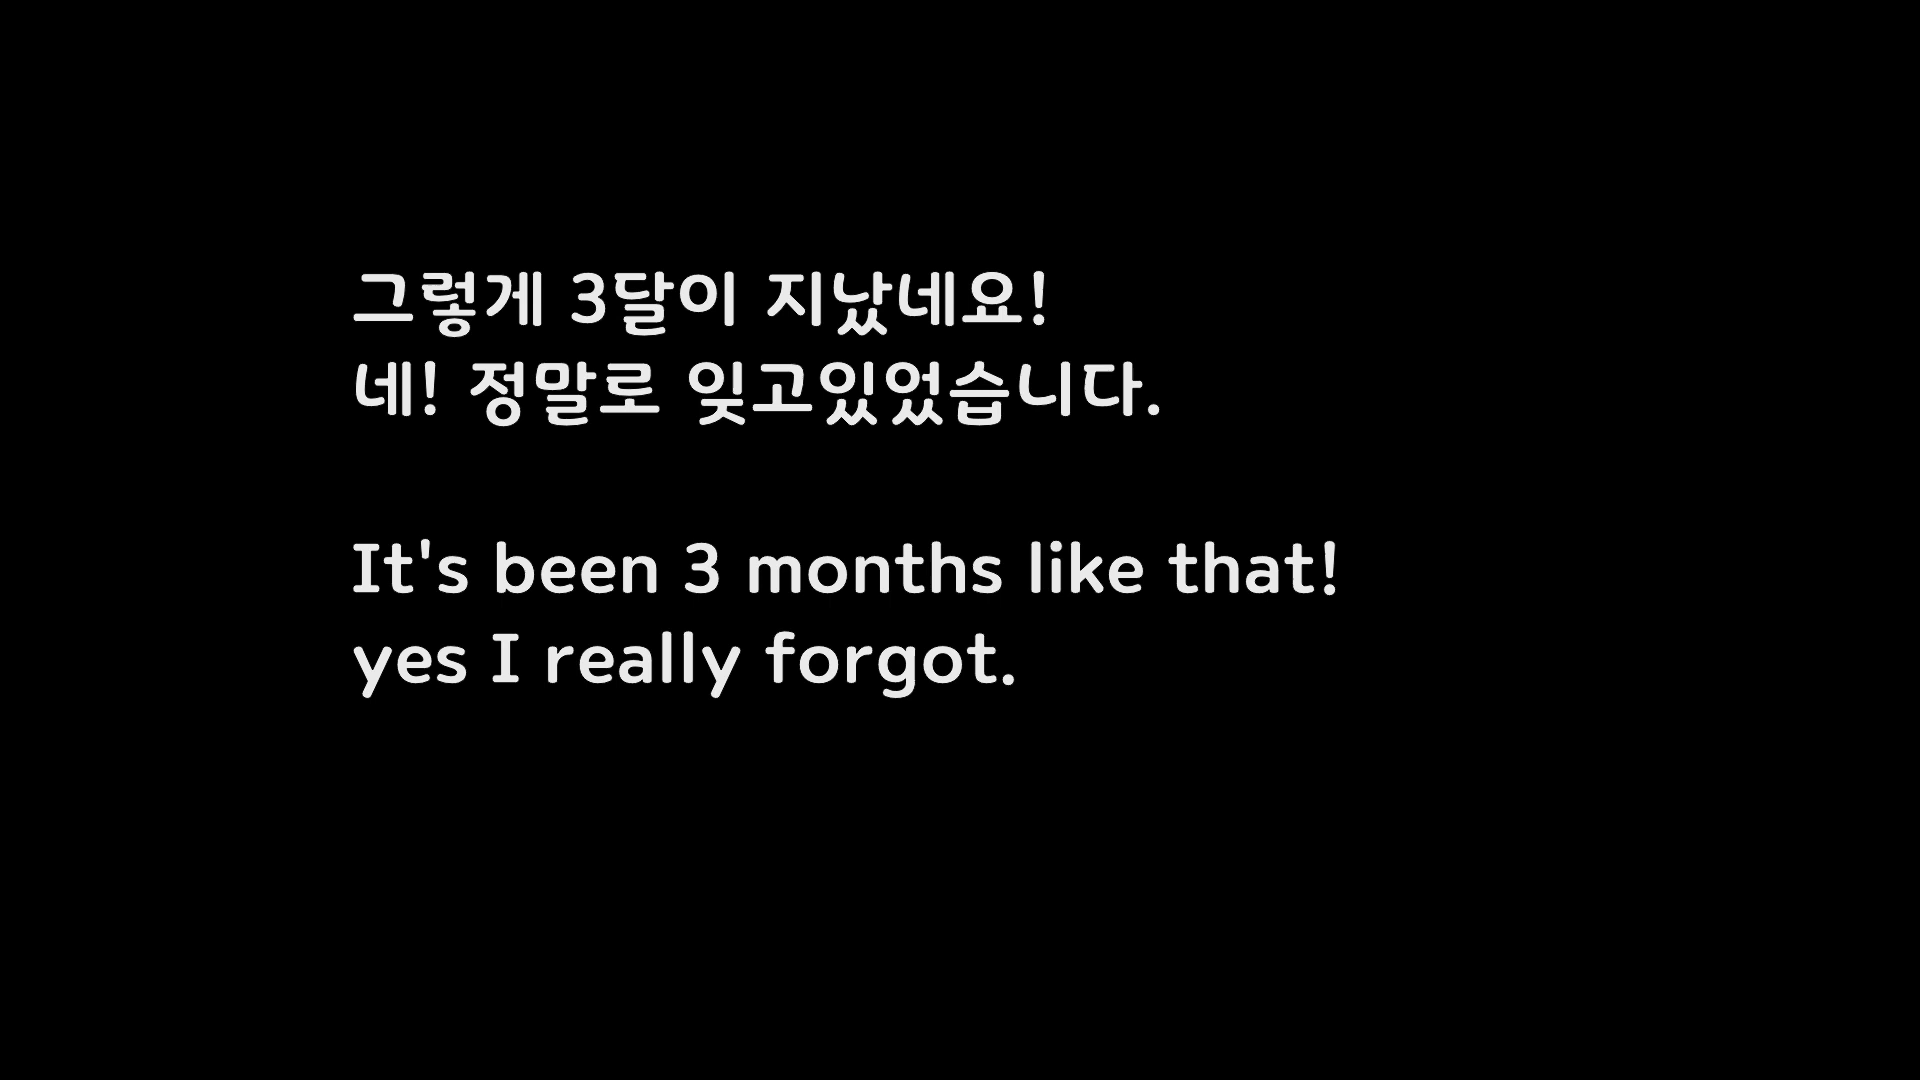 그렇게 3달이 지났네요!
네! 정말로 잊고있었습니다.
It's been 3 months like that!
yes I really forgot.